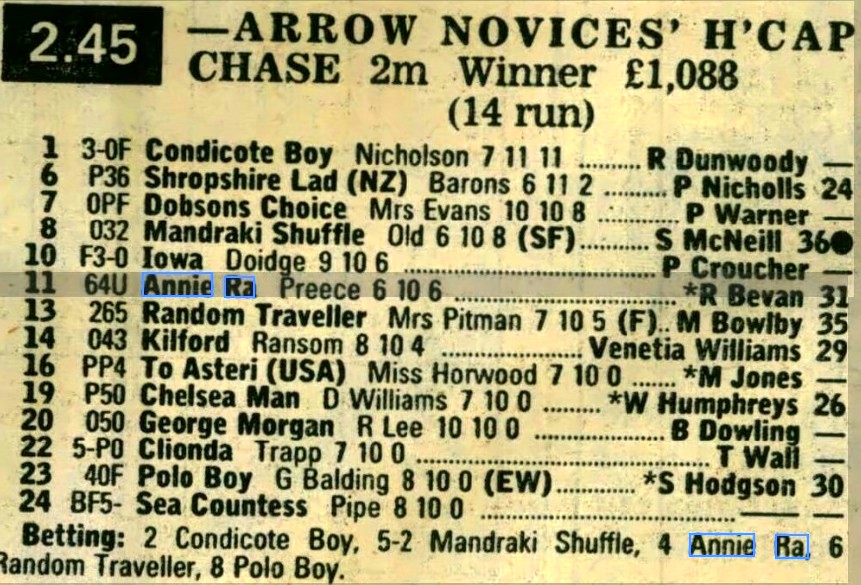 2.45 —ARROW NOVICES' H'CAP
CHASE 2m Winner £1,088
(14 run)
1 3-0F Condicote Boy Nicholson 7 11 11 .......... R Dunwoody —
6 P36 Shropshire Lad (NZ) Barons 6 11 2 .......... P Nicholls 24
7 0PF Dobsons Choice Mrs Evans 10 10 8 ............. P Warner —
8 032 Mandraki Shuffle Old 6 10 8 (SF)........... S McNeill 36●
10 F3-0 Iowa Doidge 9 10 6 .......................................... P Croucher —
11 64U Annie Ra Preece 6 10 6 .................................... *R Bevan 31
13 265 Random Traveller Mrs Pitman 7 10 5 (F).. M Bowlby 35
14 043 Kilford Ransom 8 10 4 ...................... Venetia Williams 29
16 PP4 To Asteri (USA) Miss Horwood 7 10 0 ....... *M Jones —
19 P50 Chelsea Man D Williams 7 10 0 ......... *W Humphreys 26
20 050 George Morgan R Lee 10 10 0 ..................... B Dowling —
22 5-P0 Clionda Trapp 7 10 0 ............................................... T Wall —
23 40F Polo Boy G Balding 8 10 0 (EW)............. *S Hodgson 30
24 BF5- Sea Countess Pipe 8 10 0 ........................................ —— —
Betting: 2 Condicote Boy, 5-2 Mandraki Shuffle, 4 Annie Ra, 6
Random Traveller, 8 Polo Boy.